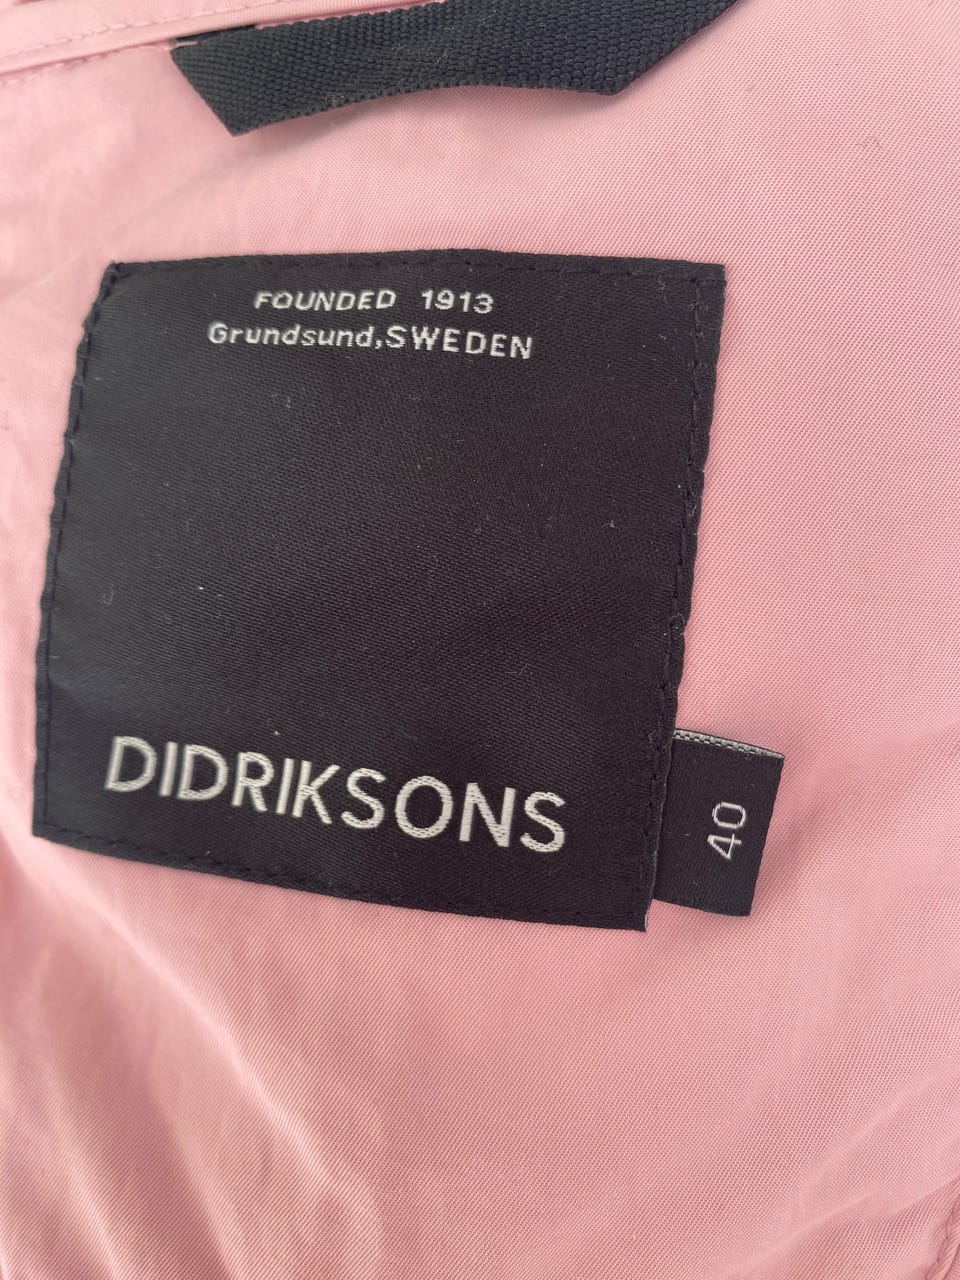 FOUNDED 1913
Grundsund,SWEDEN
DIDRIKSONS
40